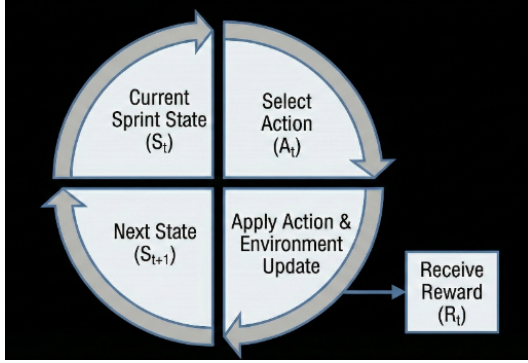 Current
Sprint State
(Sₜ)
Select
Action
(Aₜ)
Next State
(Sₜ₊₁)
Apply Action &
Environment
Update
Receive
Reward
(Rₜ)